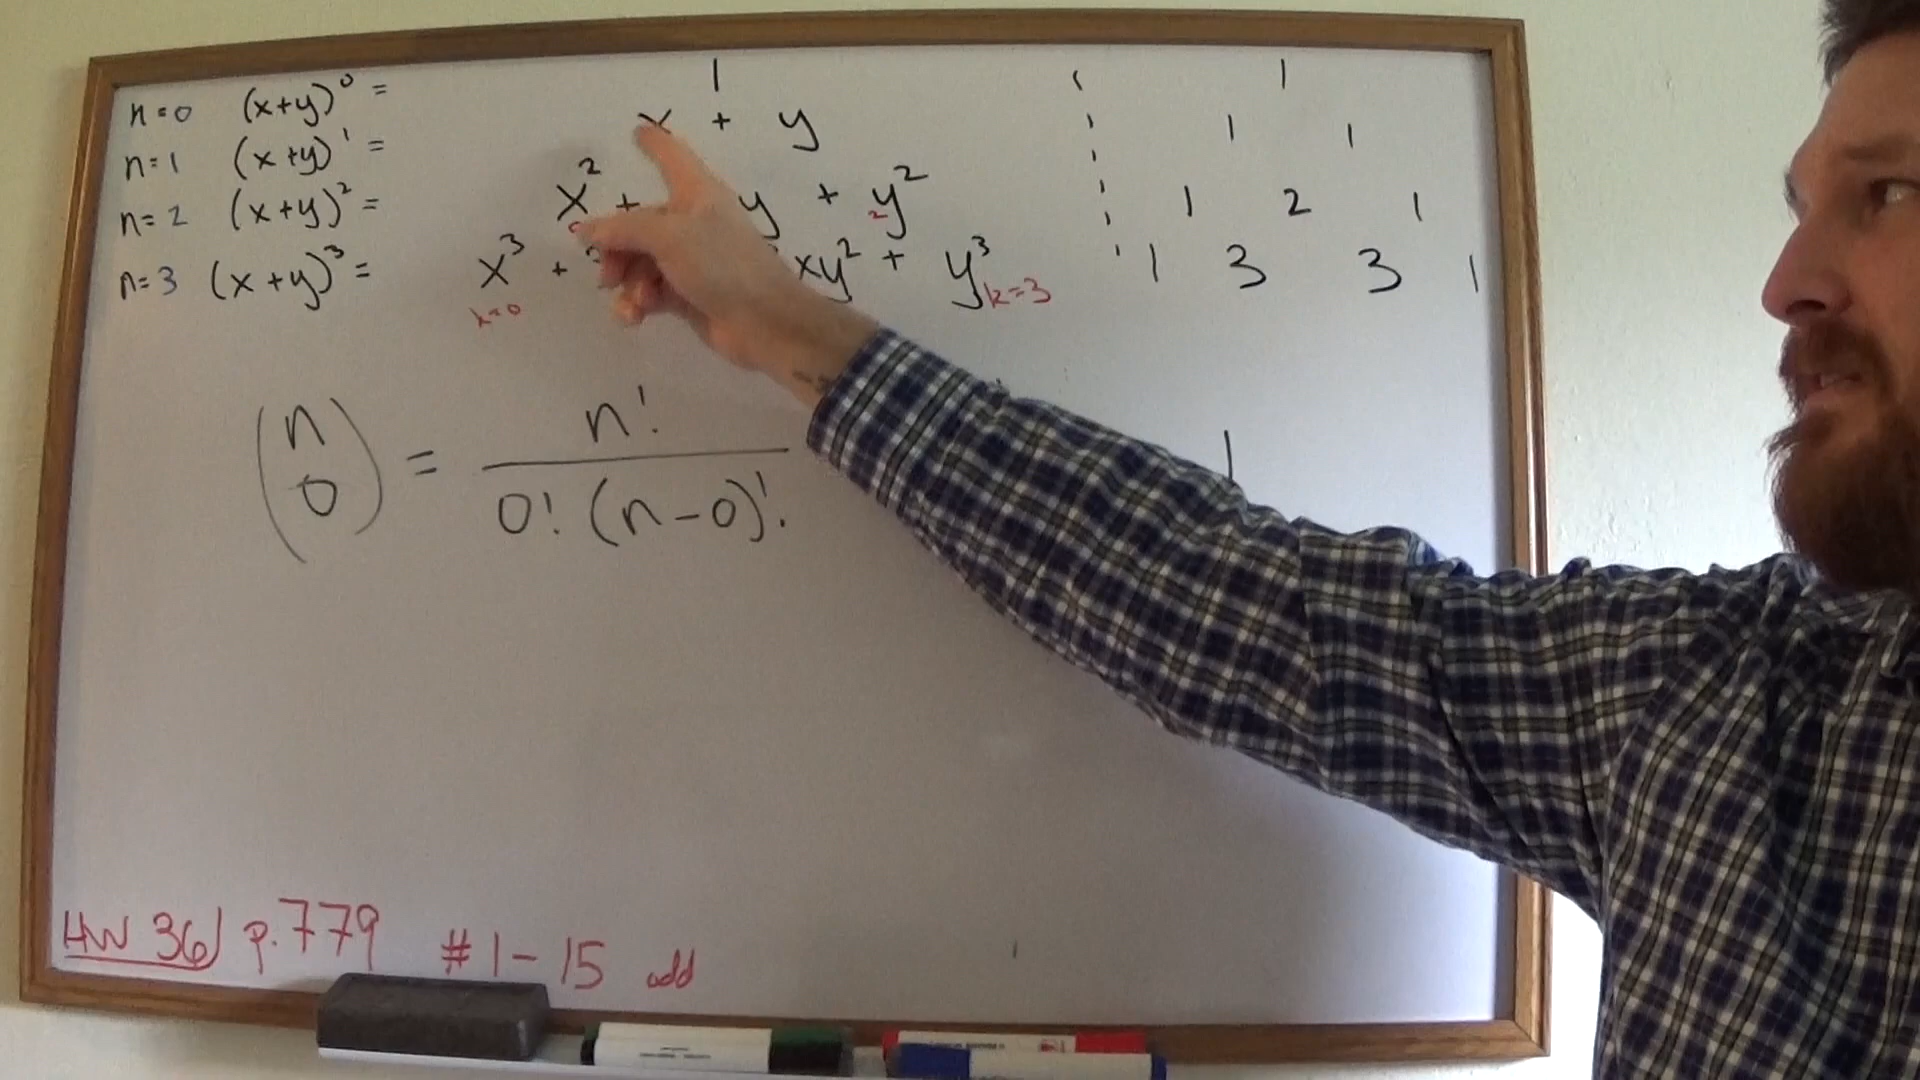 n=0 (x+y)⁰ = 1 1
n=1 (x+y)¹ = x + y 1 1
n=2 (x+y)² = x² + y + y² 1 2 1
2
n=3 (x+y)³ = x³ + xy² + y³ 1 3 3 1
k=0 k=3
(n 0) = n! / 0! (n-0)! 1
HW 36) p.779 #1-15 odd